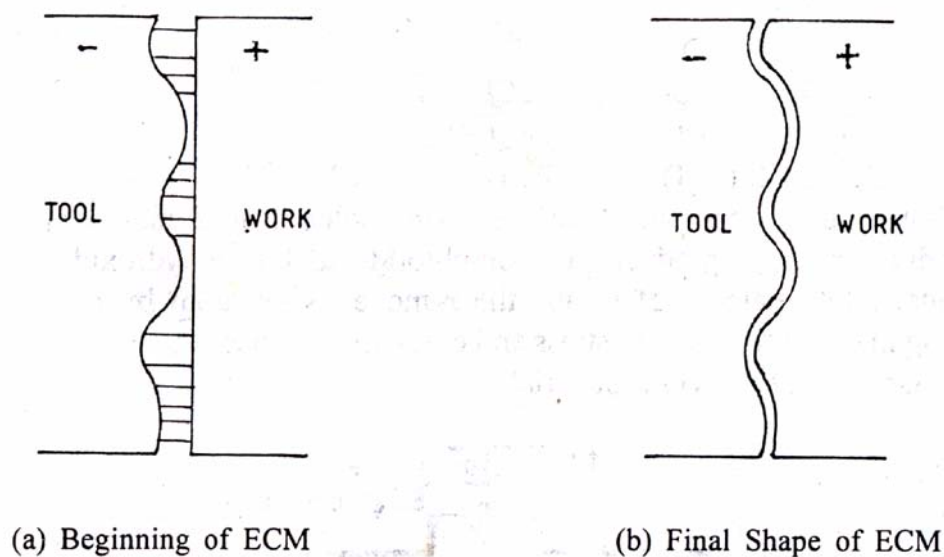 - + - +
TOOL WORK TOOL WORK
(a) Beginning of ECM (b) Final Shape of ECM